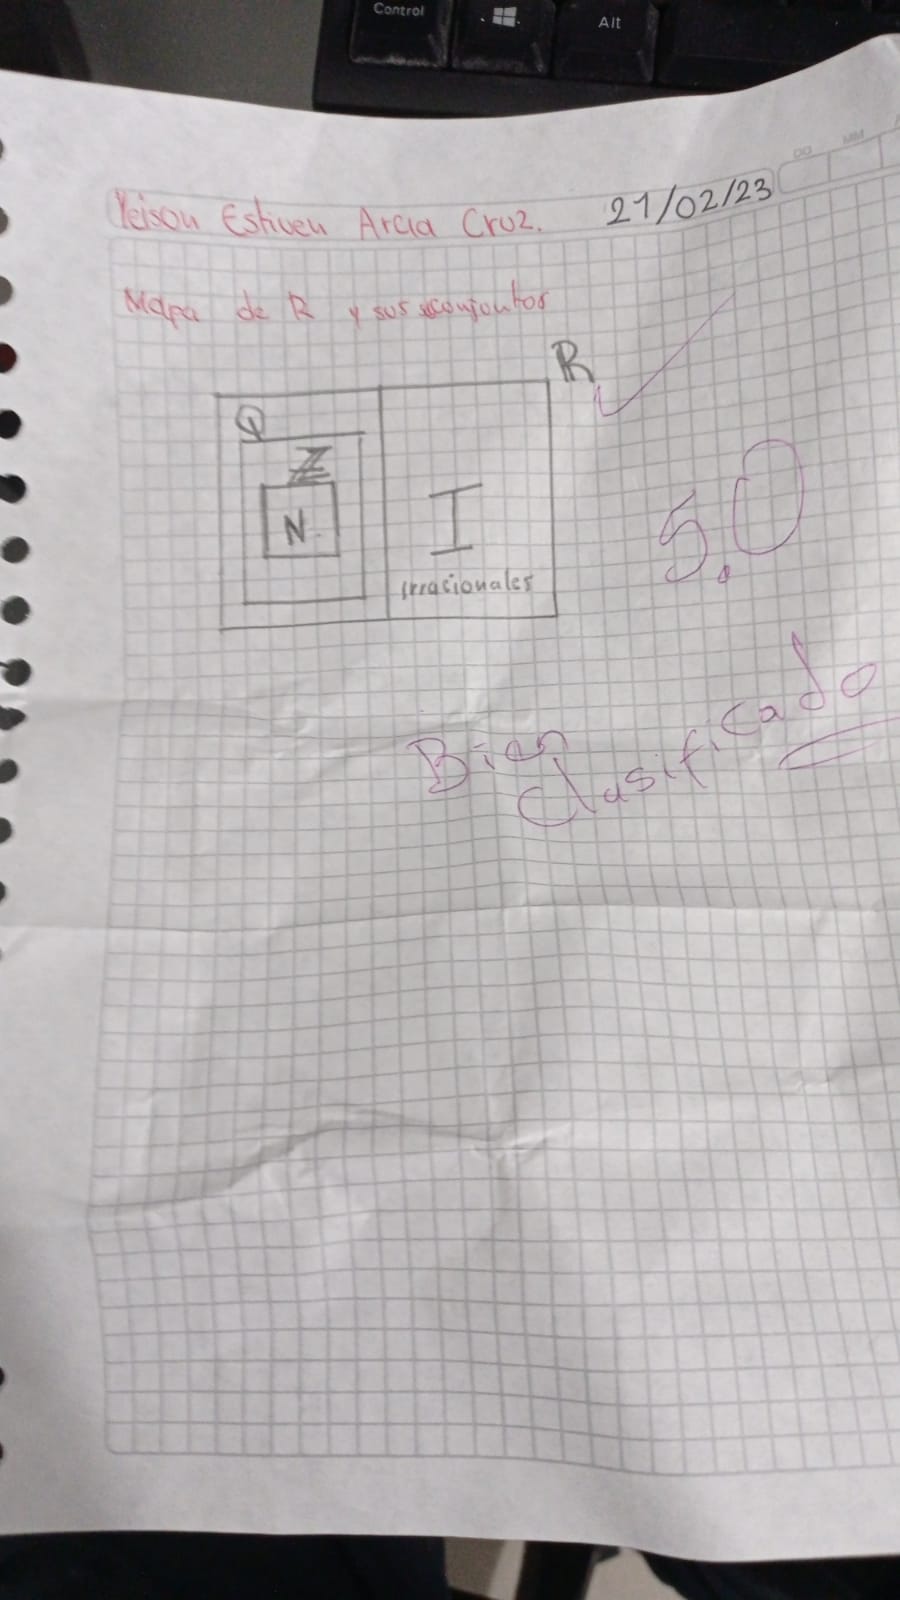 Control
Alt
DD
MM
Yeison Estiven Arcia Cruz. 21/02/23
Mapa de R y sus conjuntos
R
Q
Z
N.
I
irracionales
5.0
Bien
Clasificado